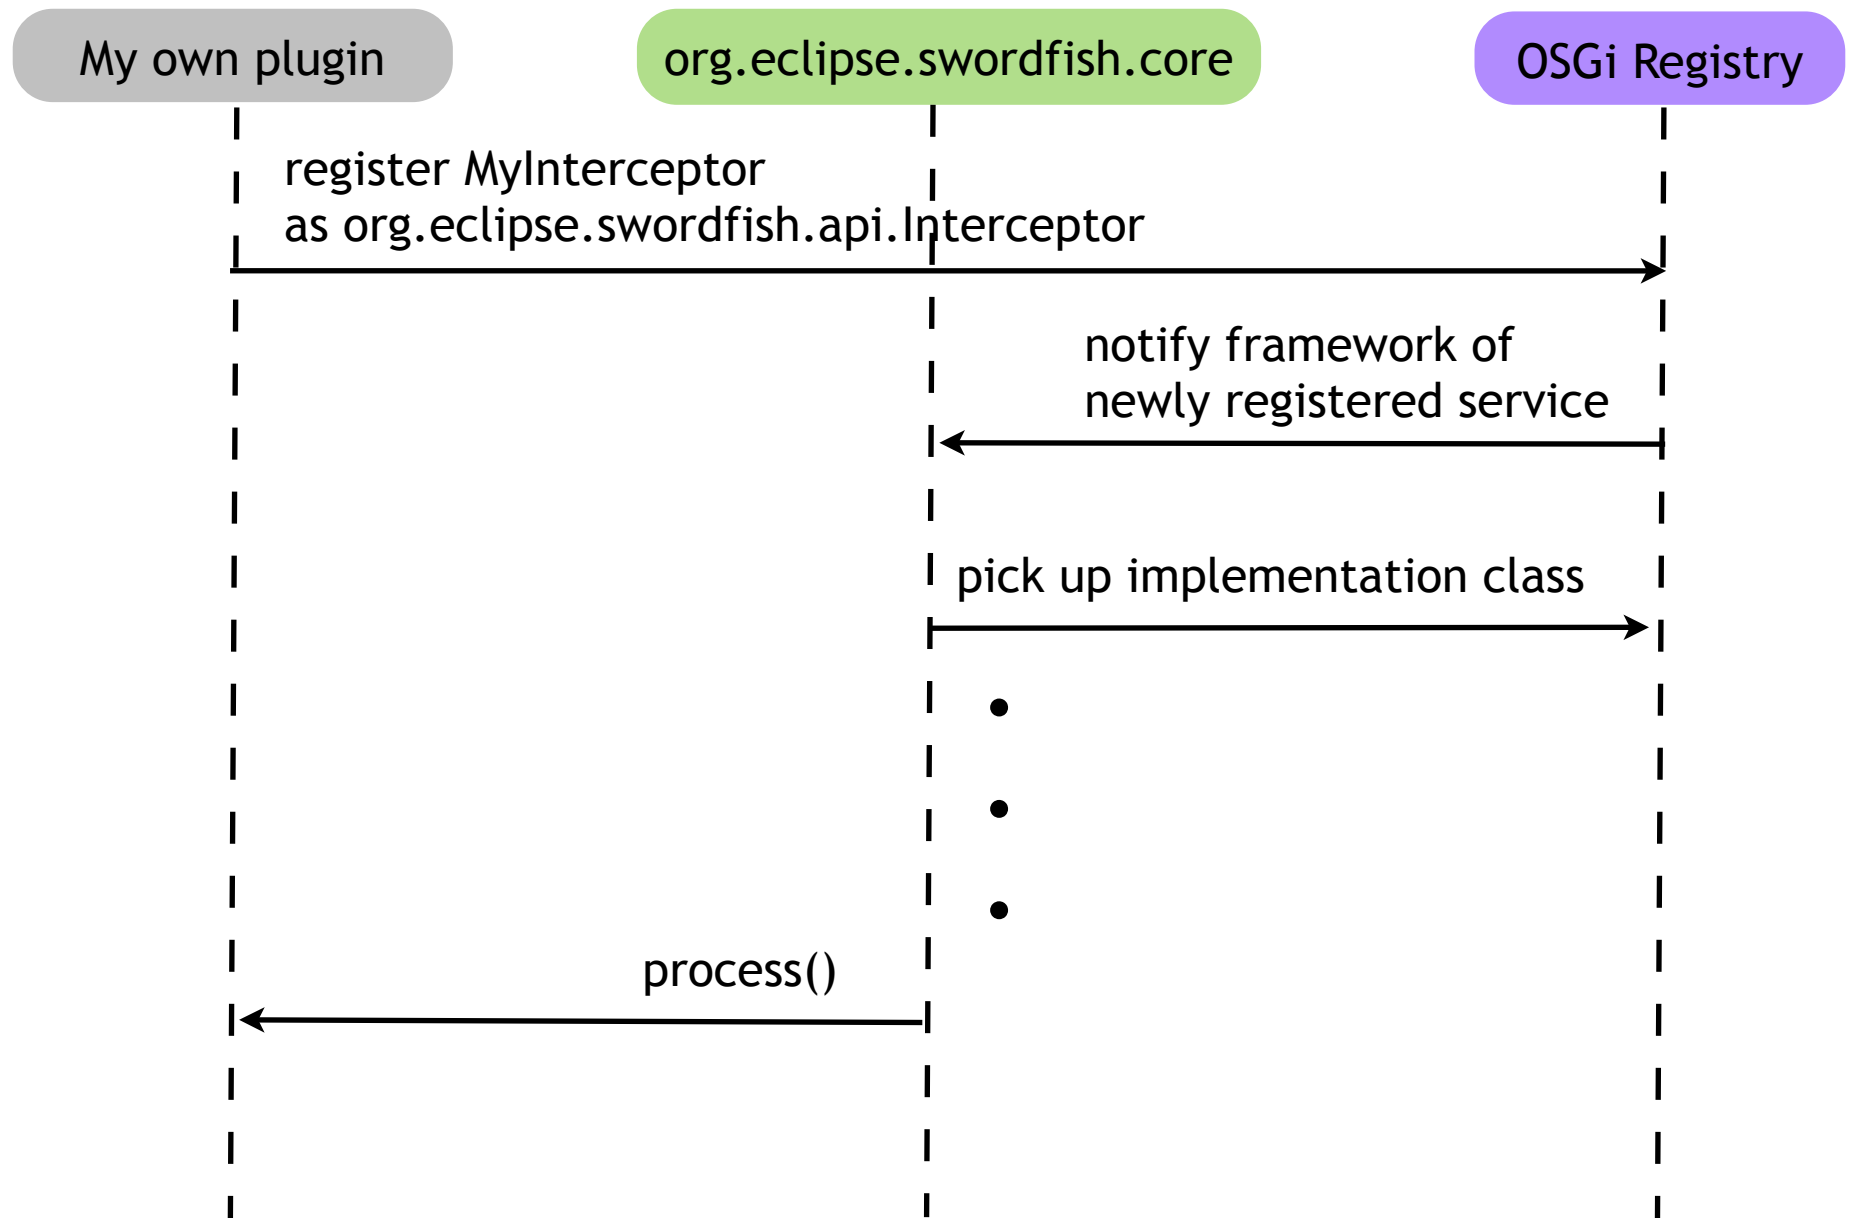 My own plugin
org.eclipse.swordfish.core
OSGi Registry
register MyInterceptor
as org.eclipse.swordfish.api.Interceptor
notify framework of
newly registered service
pick up implementation class
process()